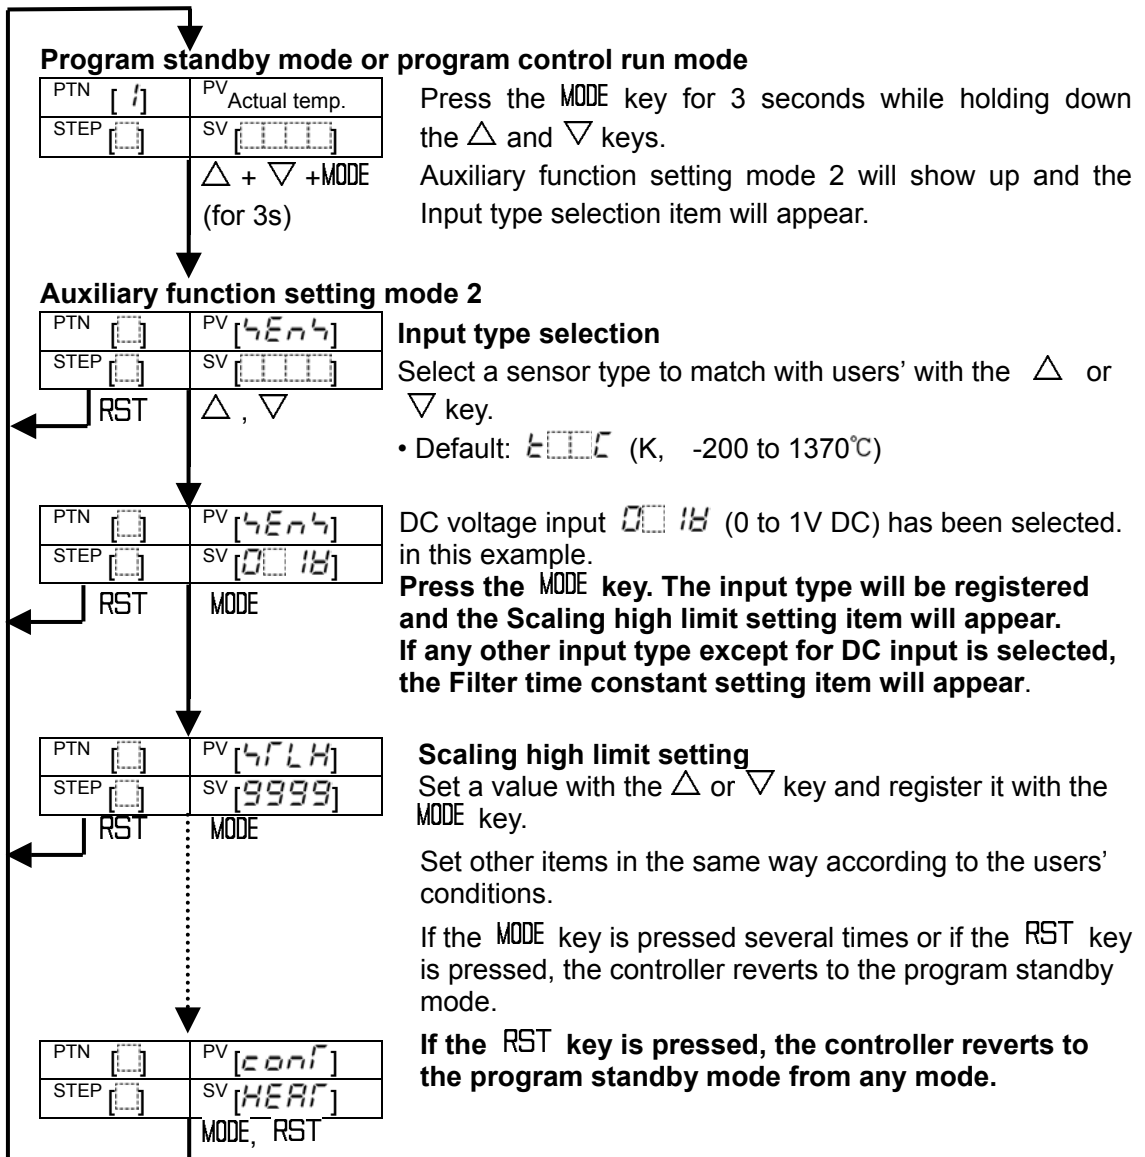 Program standby mode or program control run mode
PTN [ 1] PV Actual temp.
STEP [ ] SV [ ]
△ + ▽ +MODE
(for 3s)
Press the MODE key for 3 seconds while holding down
the △ and ▽ keys.
Auxiliary function setting mode 2 will show up and the
Input type selection item will appear.
Auxiliary function setting mode 2
PTN [ ] PV [SEnS]
STEP [ ] SV [ ]
RST △ , ▽
Input type selection
Select a sensor type to match with users’ with the △ or
▽ key.
• Default: E C (K, -200 to 1370℃)
PTN [ ] PV [SEnS]
STEP [ ] SV [0 1V]
RST MODE
DC voltage input 0 1V (0 to 1V DC) has been selected.
in this example.
Press the MODE key. The input type will be registered
and the Scaling high limit setting item will appear.
If any other input type except for DC input is selected,
the Filter time constant setting item will appear.
PTN [ ] PV [STLH]
STEP [ ] SV [9999]
RST MODE
Scaling high limit setting
Set a value with the △ or ▽ key and register it with the
MODE key.
Set other items in the same way according to the users’
conditions.
If the MODE key is pressed several times or if the RST key
is pressed, the controller reverts to the program standby
mode.
PTN [ ] PV [conT]
STEP [ ] SV [HEAT]
MODE, RST
If the RST key is pressed, the controller reverts to
the program standby mode from any mode.